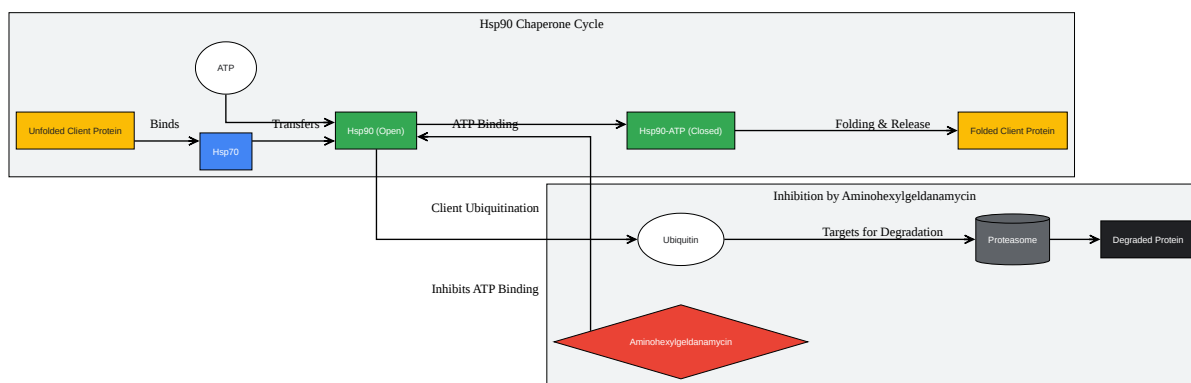 Hsp90 Chaperone Cycle
ATP
Unfolded Client Protein
Binds
Hsp70
Transfers
Hsp90 (Open)
ATP Binding
Hsp90-ATP (Closed)
Folding & Release
Folded Client Protein
Inhibition by Aminohexylgeldanamycin
Client Ubiquitination
Ubiquitin
Targets for Degradation
Proteasome
Degraded Protein
Inhibits ATP Binding
Aminohexylgeldanamycin